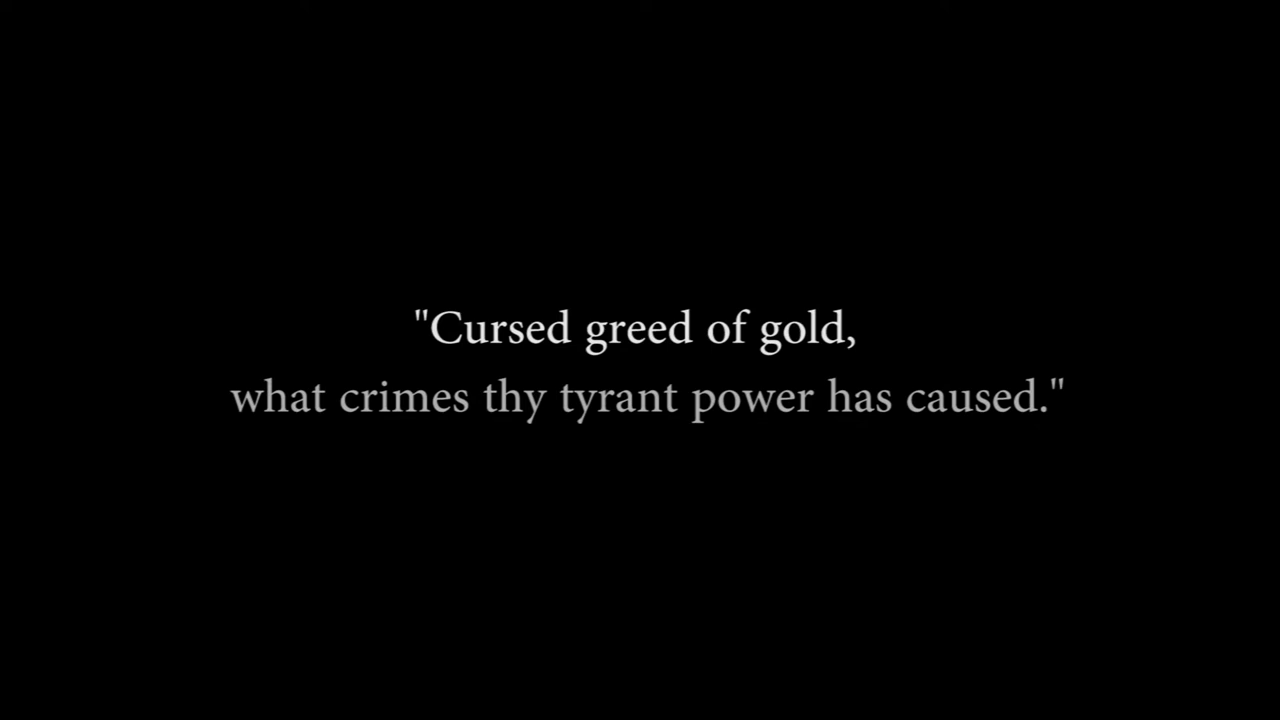 "Cursed greed of gold,
what crimes thy tyrant power has caused."